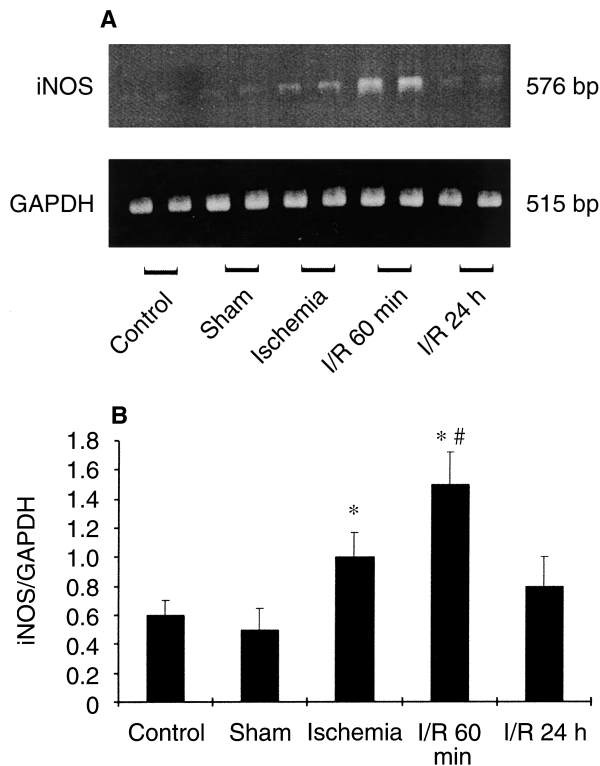 A
iNOS 576 bp
GAPDH 515 bp
Control Sham Ischemia I/R 60 min I/R 24 h
B
* #
*
iNOS/GAPDH
1.8
1.6
1.4
1.2
1.0
0.8
0.6
0.4
0.2
0
Control Sham Ischemia I/R 60 min I/R 24 h